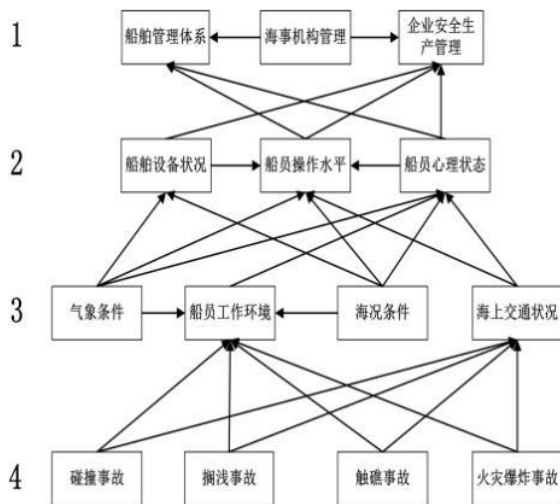 1
船舶管理体系 海事机构管理 企业安全生
产管理
2
船舶设备状况 船员操作水平 船员心理状态
3
气象条件 船员工作环境 海况条件 海上交通状况
4
碰撞事故 搁浅事故 触礁事故 火灾爆炸事故